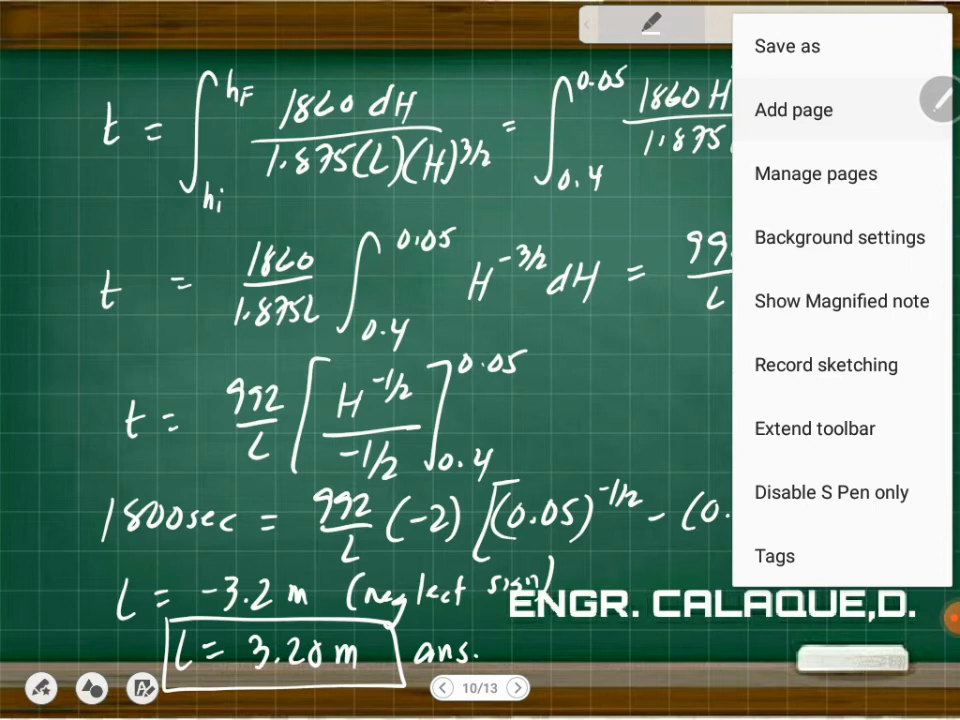 Save as
Add page
Manage pages
Background settings
Show Magnified note
Record sketching
Extend toolbar
Disable S Pen only
Tags
t = ∫ hi hF 1860 dH / 1.875(L)(H)^3/2 = ∫ 0.4 0.05 1860 H / 1.875
t = 1860 / 1.875L ∫ 0.4 0.05 H^-3/2 dH = 99 / L
t = 992 / L [ H^-1/2 / -1/2 ] 0.4 0.05
1800sec = 992 / L (-2) [(0.05)^-1/2 - (0.
L = -3.2 m (neglect sign)
ENGR. CALAQUE,D.
L = 3.20m ans.
10/13